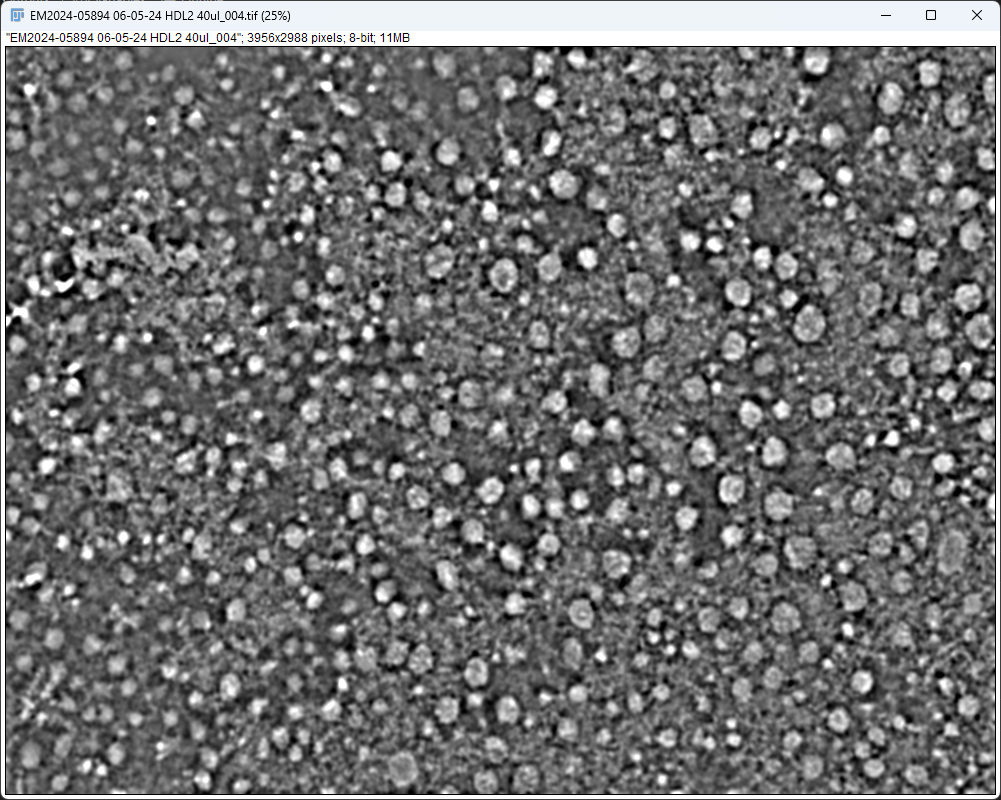 EM2024-05894 06-05-24 HDL2 40ul_004.tif (25%)
"EM2024-05894 06-05-24 HDL2 40ul_004"; 3956x2988 pixels; 8-bit; 11MB